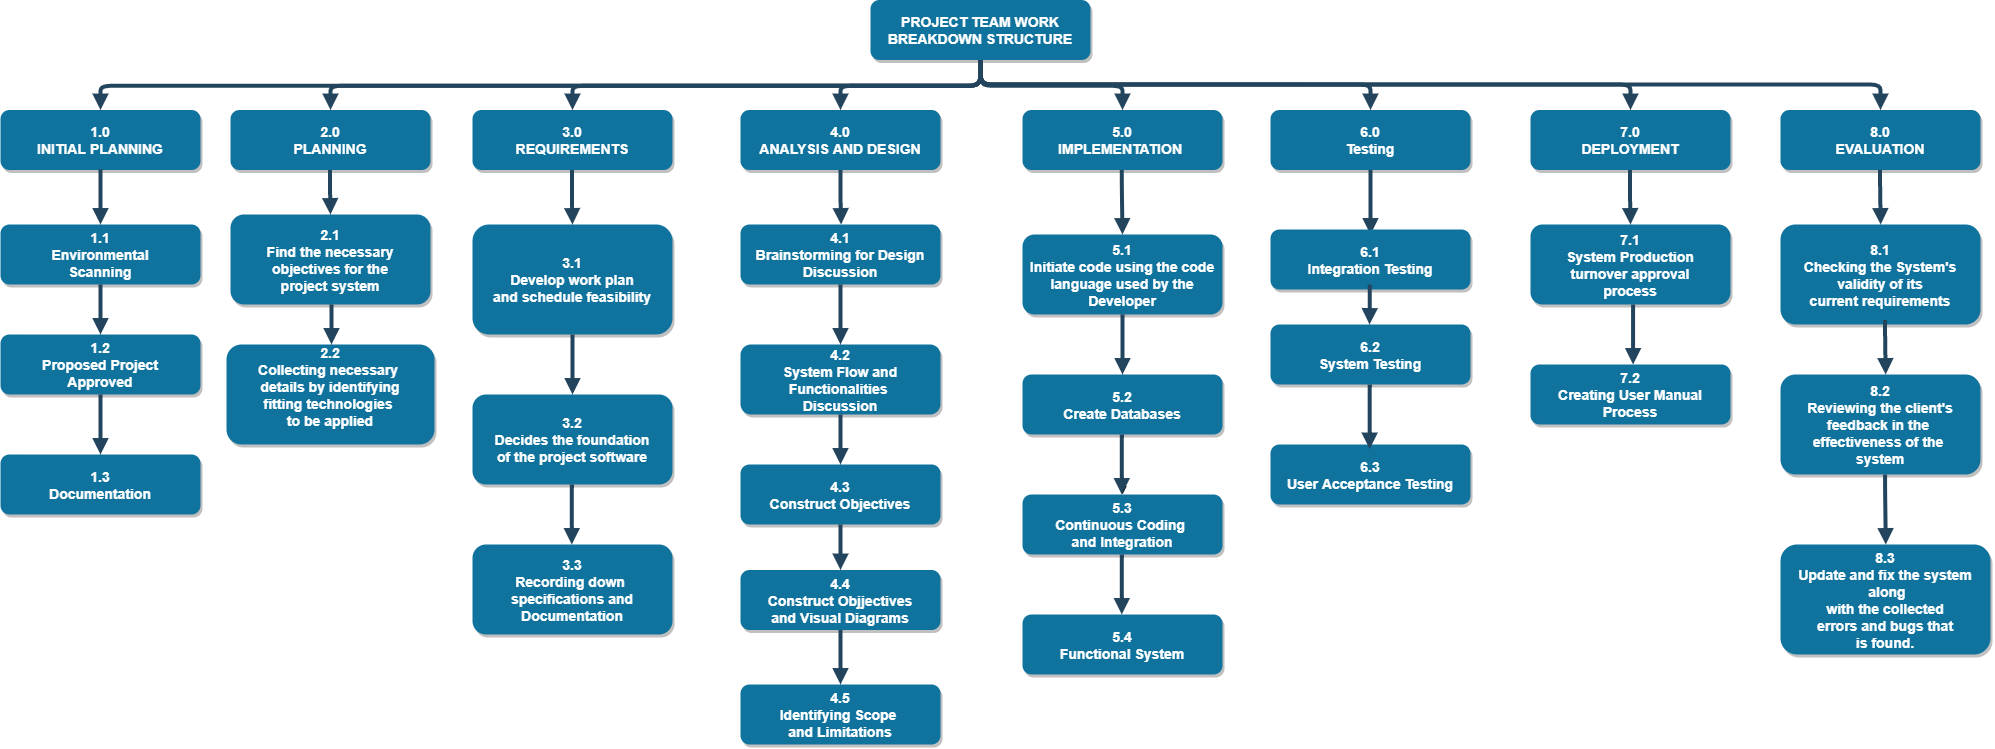 PROJECT TEAM WORK
BREAKDOWN STRUCTURE
1.0
INITIAL PLANNING
1.1
Environmental
Scanning
1.2
Proposed Project
Approved
1.3
Documentation
2.0
PLANNING
2.1
Find the necessary
objectives for the
project system
2.2
Collecting necessary
details by identifying
fitting technologies
to be applied
3.0
REQUIREMENTS
3.1
Develop work plan
and schedule feasibility
3.2
Decides the foundation
of the project software
3.3
Recording down
specifications and
Documentation
4.0
ANALYSIS AND DESIGN
4.1
Brainstorming for Design
Discussion
4.2
System Flow and
Functionalities
Discussion
4.3
Construct Objectives
4.4
Construct Objjectives
and Visual Diagrams
4.5
Identifying Scope
and Limitations
5.0
IMPLEMENTATION
5.1
Initiate code using the code
language used by the
Developer
5.2
Create Databases
5.3
Continuous Coding
and Integration
5.4
Functional System
6.0
Testing
6.1
Integration Testing
6.2
System Testing
6.3
User Acceptance Testing
7.0
DEPLOYMENT
7.1
System Production
turnover approval
process
7.2
Creating User Manual
Process
8.0
EVALUATION
8.1
Checking the System's
validity of its
current requirements
8.2
Reviewing the client's
feedback in the
effectiveness of the
system
8.3
Update and fix the system
along
with the collected
errors and bugs that
is found.